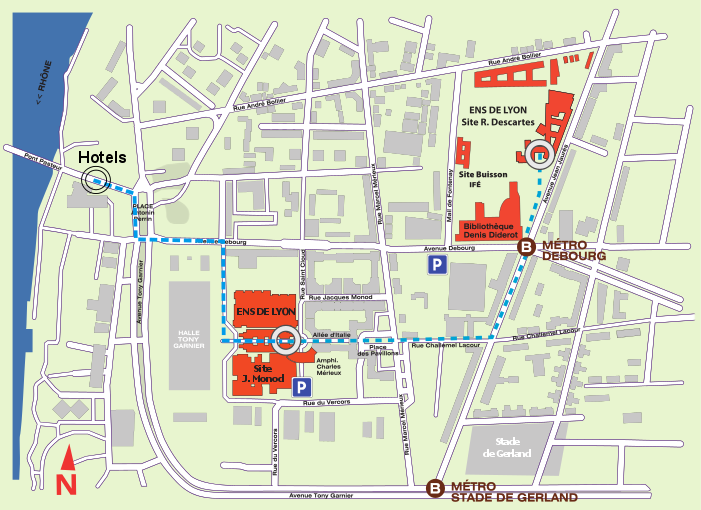 << RHÔNE
Rue André Bollier
Rue André Bollier
ENS DE LYON
Site R. Descartes
Hotels
Pont Pasteur
Site Buisson
IFÉ
Avenue Jean Jaurès
Rue Marcel Mérieux
Mail de Fontenay
PLACE
Antonin
Perrin
Bibliothèque
Denis Diderot
Debourg
Avenue Debourg
B MÉTRO
DEBOURG
P
Avenue Tony Garnier
Rue Saint Cloud
Rue Jacques Monod
ENS DE LYON
HALLE
TONY
GARNIER
Allée d'Italie
Place
des Pavillons
Rue Challemel Lacour
Rue Challemel Lacour
Amphi.
Charles
Mérieux
Site
J. Monod
P
Rue du Vercors
Rue du Vercors
Rue Marcel Mérieux
Stade
de Gerland
N
Avenue Tony Garnier
B MÉTRO
STADE DE GERLAND